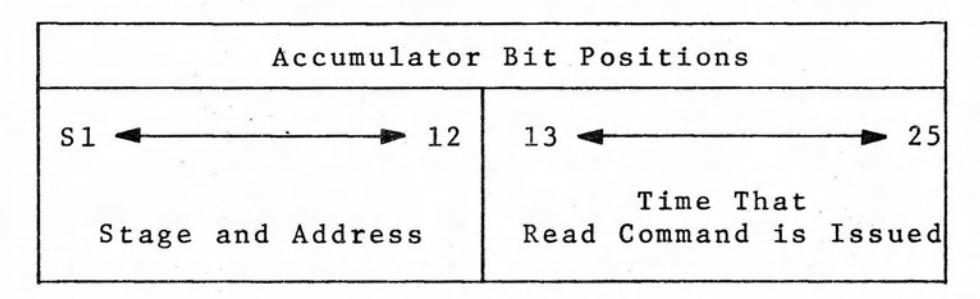 Accumulator Bit Positions
S1 12 13 25
Time That
Stage and Address Read Command is Issued